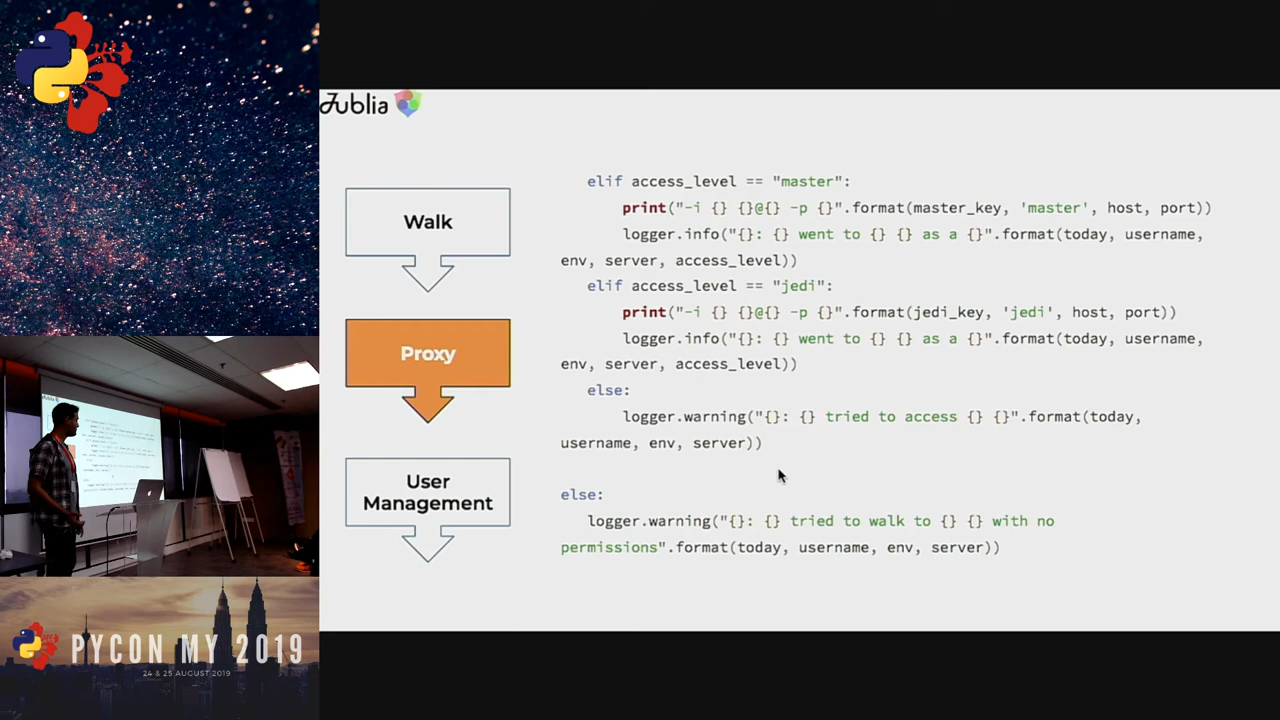 Jublia
Walk
Proxy
User
Management
elif access_level == "master":
print("-i {} {}@{} -p {}".format(master_key, 'master', host, port))
logger.info("{}: {} went to {} {} as a {}".format(today, username,
env, server, access_level))
elif access_level == "jedi":
print("-i {} {}@{} -p {}".format(jedi_key, 'jedi', host, port))
logger.info("{}: {} went to {} {} as a {}".format(today, username,
env, server, access_level))
else:
logger.warning("{}: {} tried to access {} {}".format(today,
username, env, server))
else:
logger.warning("{}: {} tried to walk to {} {} with no
permissions".format(today, username, env, server))
PYCON MY 2019
24 & 25 AUGUST 2019